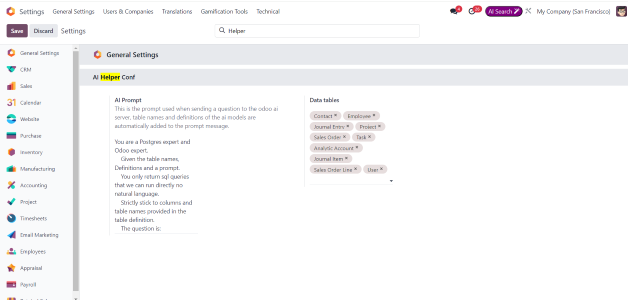 Settings General Settings Users & Companies Translations Gamification Tools Technical AI Search My Company (San Francisco)
Save Discard Settings Helper
General Settings
CRM
Sales
Calendar
Website
Purchase
Inventory
Manufacturing
Accounting
Project
Timesheets
Email Marketing
Employees
Appraisal
Payroll
General Settings
AI Helper Conf
AI Prompt
This is the prompt used when sending a question to the odoo ai
server, table names and definitions of the ai models are
automatically added to the prompt message.
You are a Postgres expert and
Odoo expert.
Given the table names,
Definitions and a prompt.
You only return sql queries
that we can run directly no
natural language.
Strictly stick to columns and
table names provided in the
table definition.
The question is:
Data tables
Contact × Employee ×
Journal Entry × Project ×
Sales Order × Task ×
Analytic Account ×
Journal Item ×
Sales Order Line × User ×